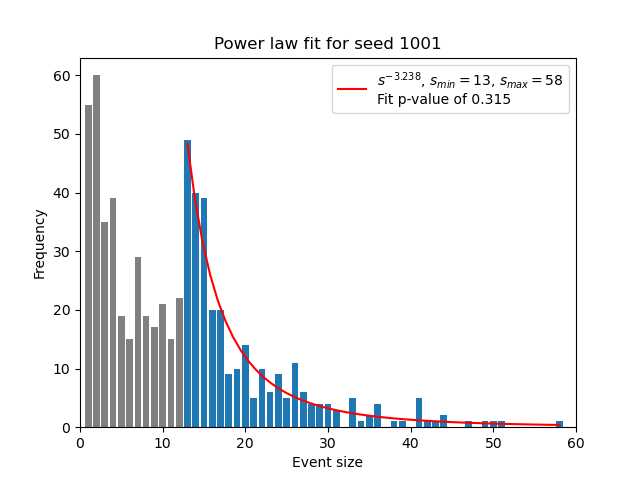 Power law fit for seed 1001
s^{-3.238}, s_{min} = 13, s_{max} = 58
Fit p-value of 0.315
60
50
40
30
20
10
0
Frequency
0 10 20 30 40 50 60
Event size